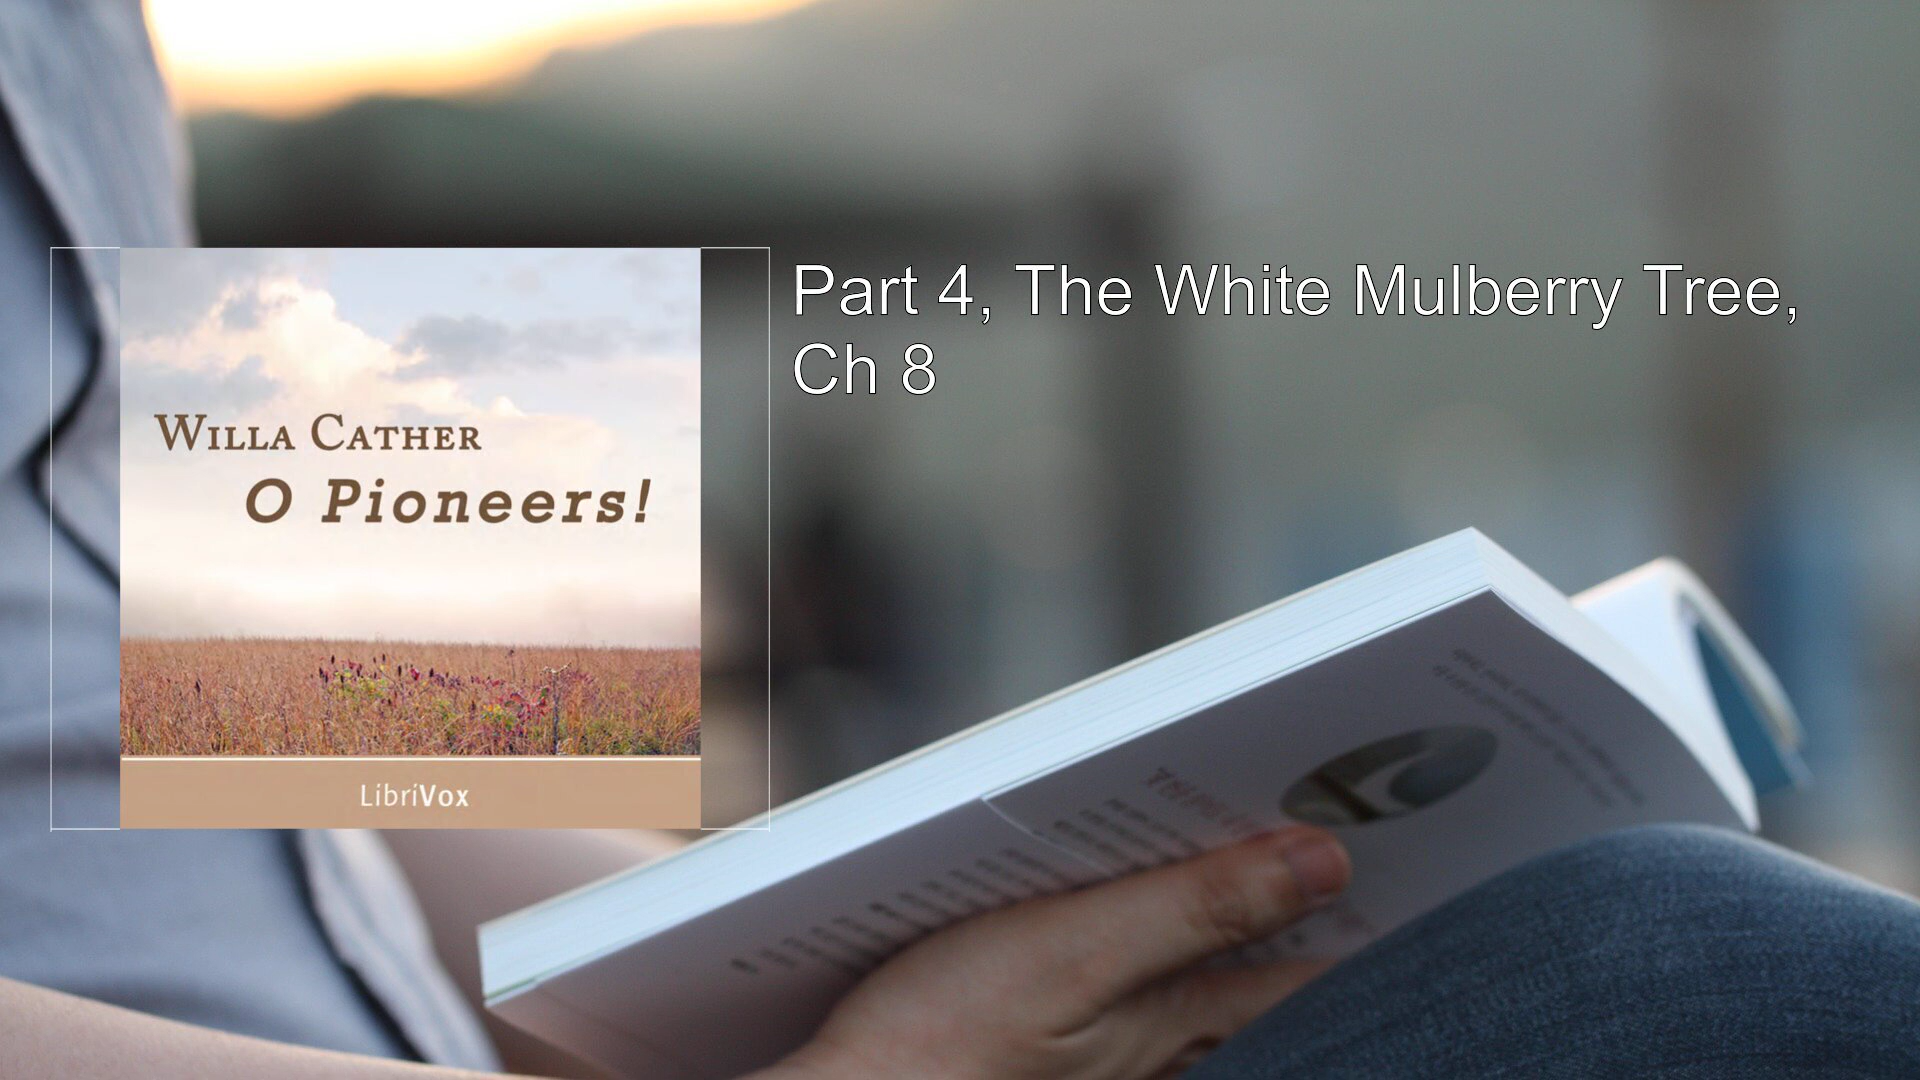 Part 4, The White Mulberry Tree,
Ch 8
WILLA CATHER
O Pioneers!
LibriVox